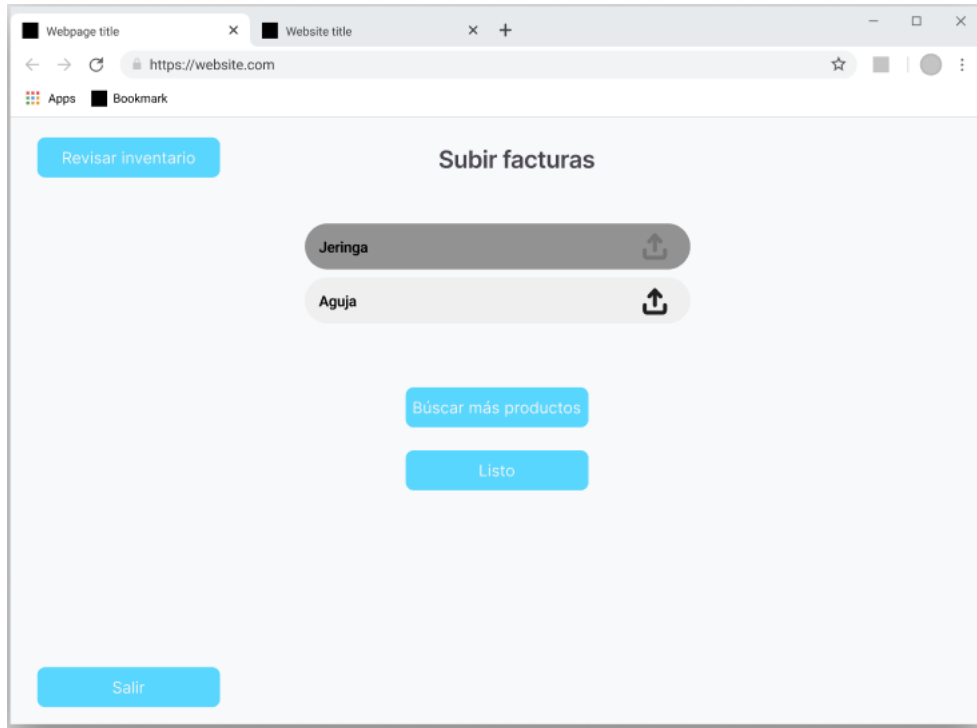 Webpage title
Website title
https://website.com
Apps
Bookmark
Revisar inventario
Subir facturas
Jeringa
Aguja
Búscar más productos
Listo
Salir